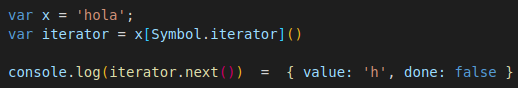 var x = 'hola';
var iterator = x[Symbol.iterator]()
console.log(iterator.next())  =  { value: 'h', done: false }